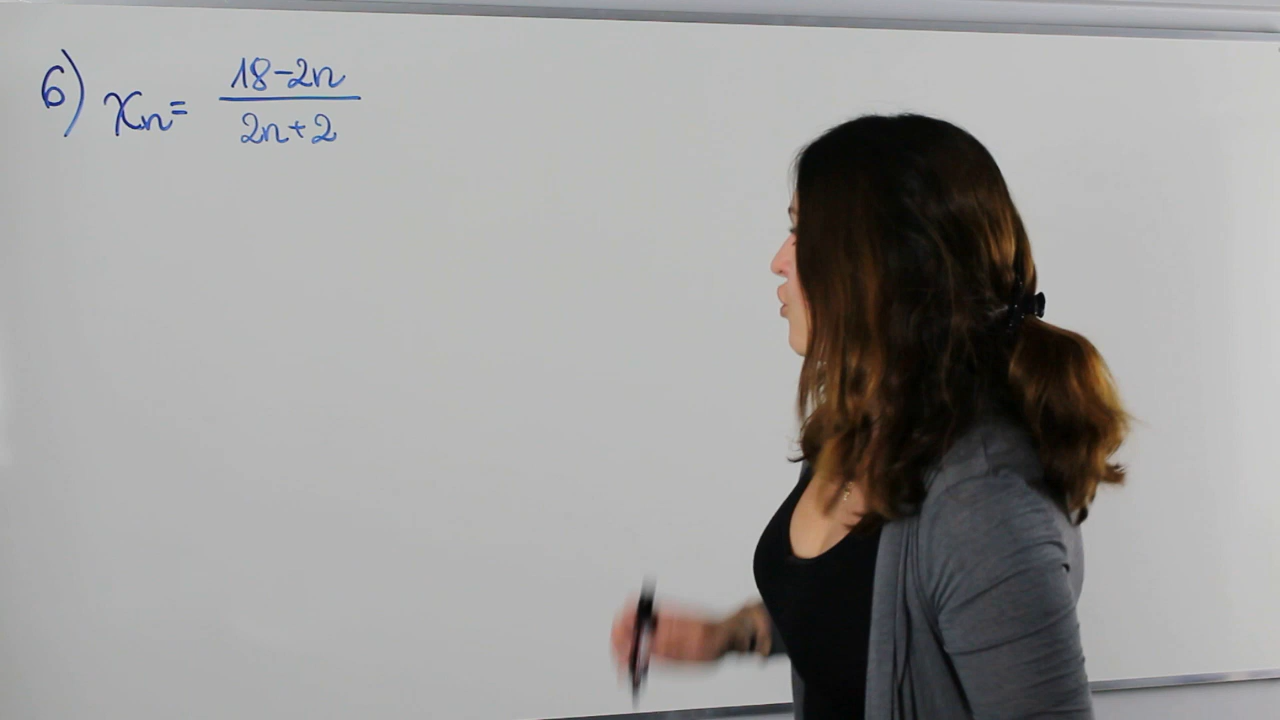 6) xn = 18-2n / 2n+2